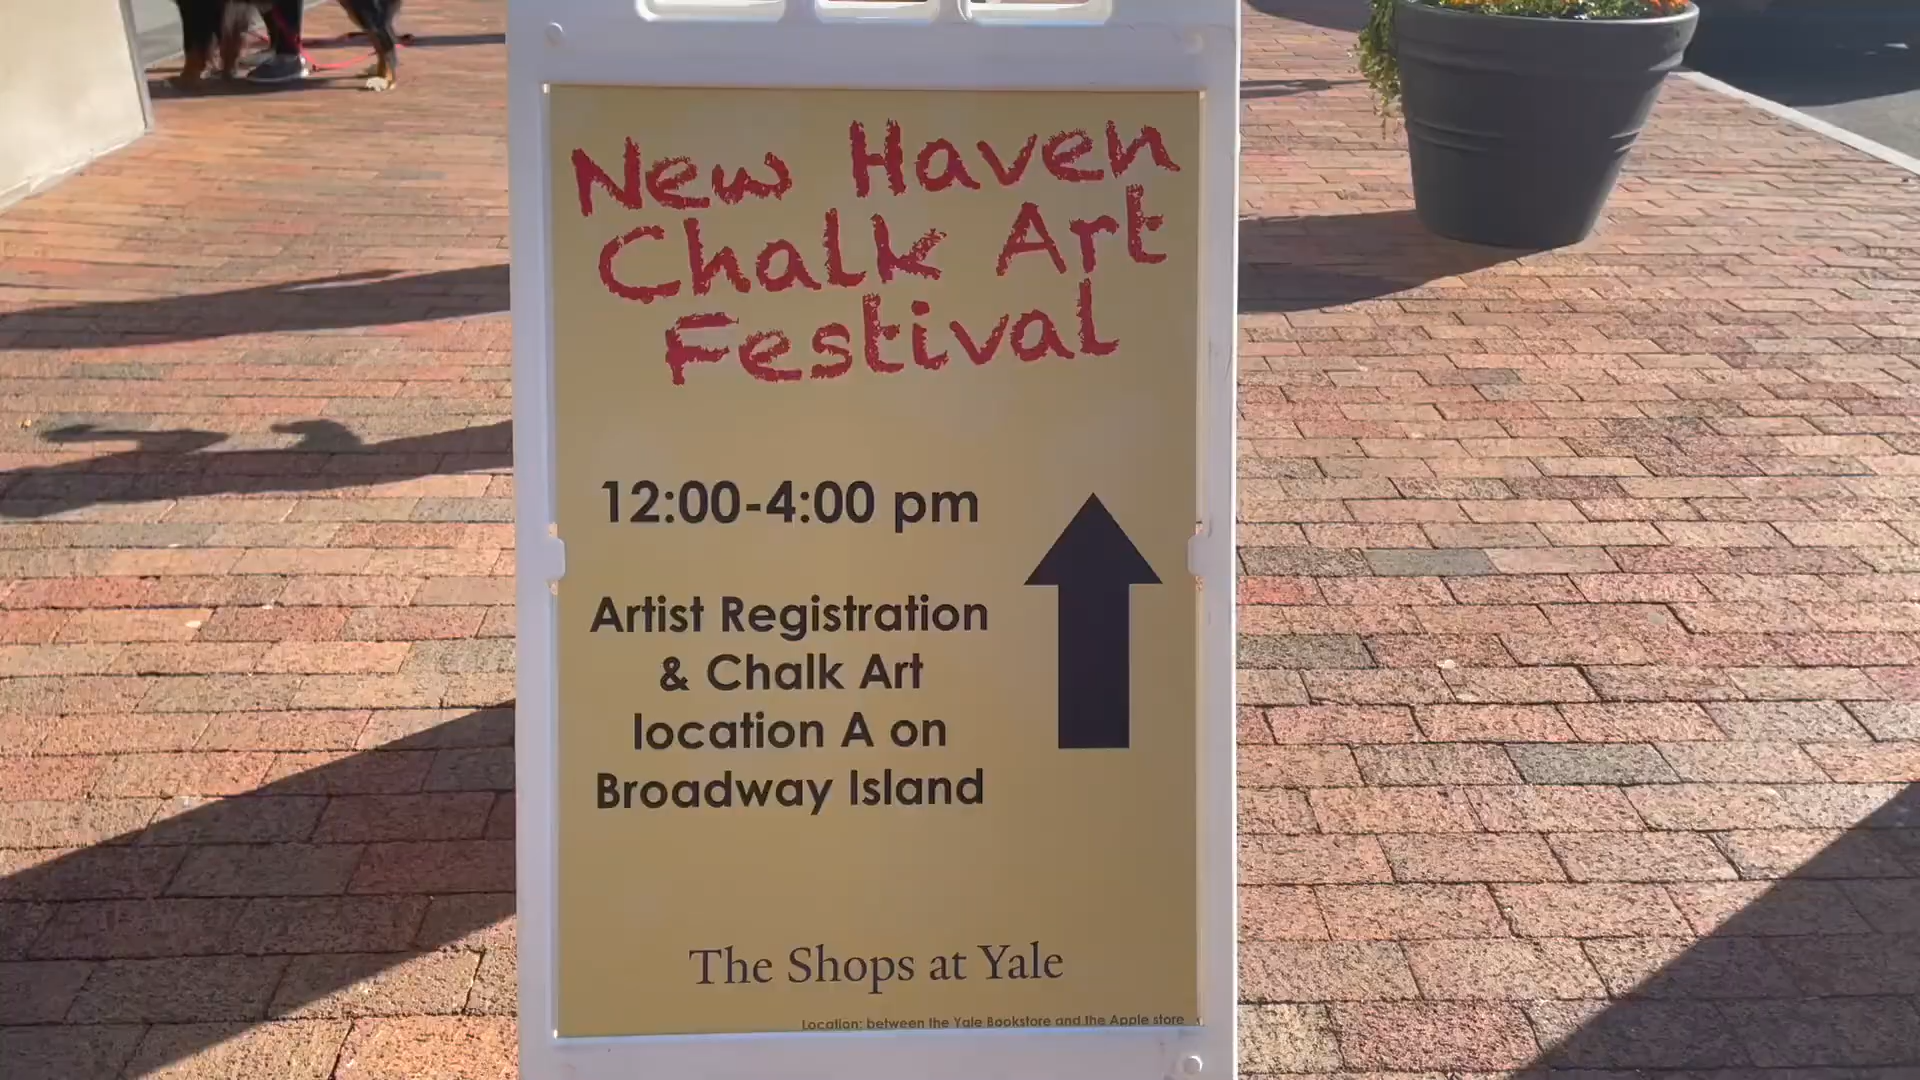 New Haven
Chalk Art
Festival
12:00-4:00 pm
Artist Registration
& Chalk Art
location A on
Broadway Island
The Shops at Yale
Location: between the Yale Bookstore and the Apple store